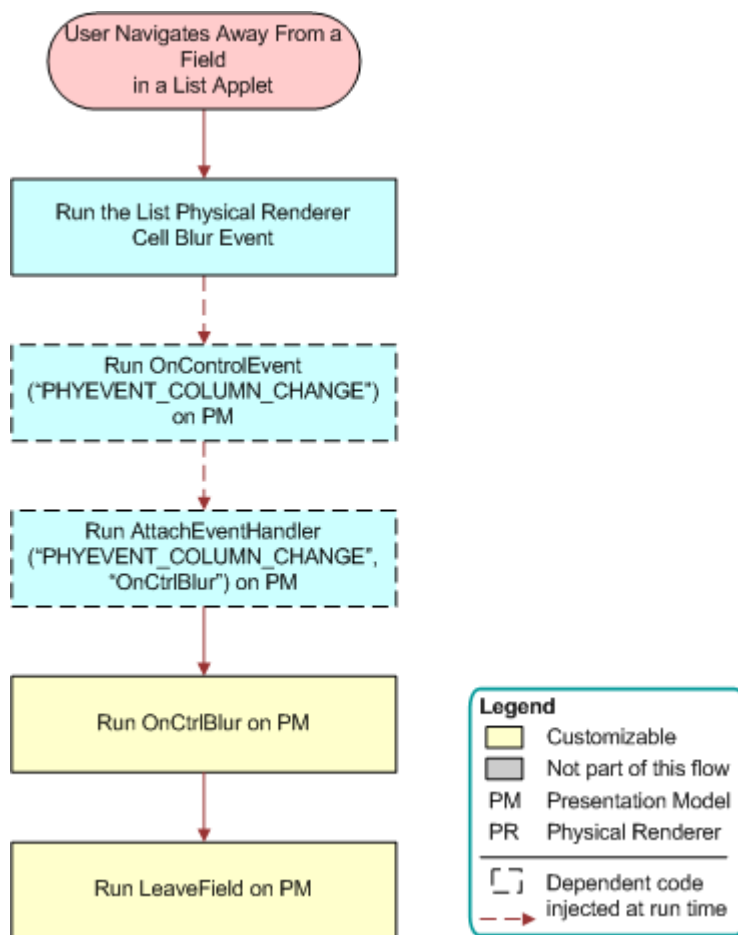 User Navigates Away From a
Field
in a List Applet
Run the List Physical Renderer
Cell Blur Event
Run OnControlEvent
(“PHYEVENT_COLUMN_CHANGE”)
on PM
Run AttachEventHandler
(“PHYEVENT_COLUMN_CHANGE”,
“OnCtrlBlur”) on PM
Run OnCtrlBlur on PM
Run LeaveField on PM
Legend
Customizable
Not part of this flow
PM Presentation Model
PR Physical Renderer
Dependent code
injected at run time